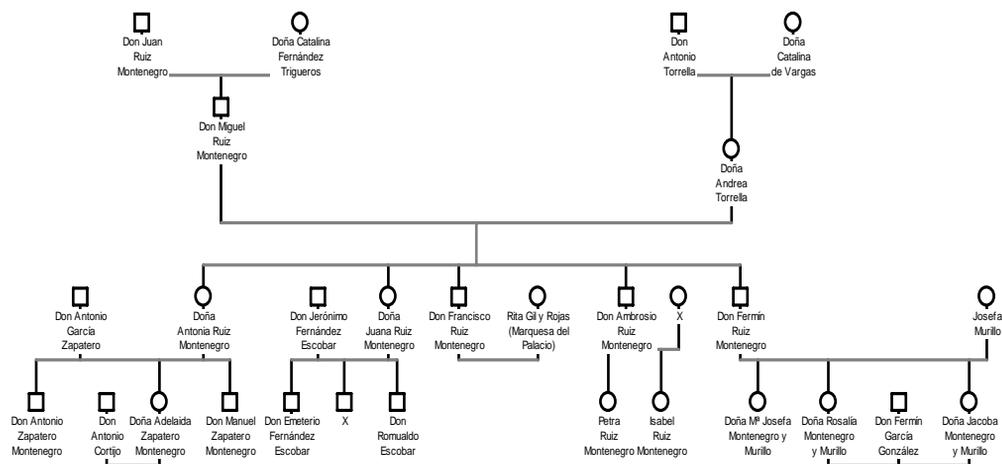 Don Juan
Ruiz
Montenegro
Doña Catalina
Fernández
Trigueros
Don
Antonio
Torrella
Doña
Catalina
de Vargas
Don Miguel
Ruiz
Montenegro
Doña
Andrea
Torrella
Don Antonio
García
Zapatero
Doña
Antonia Ruiz
Montenegro
Don Jerónimo
Fernández
Escobar
Doña
Juana Ruiz
Montenegro
Don Francisco
Ruiz
Montenegro
Rita Gil y Rojas
(Marquesa del
Palacio)
Don Ambrosio
Ruiz
Montenegro
X
Don Fermín
Ruiz
Montenegro
Josefa
Murillo
Don Antonio
Zapatero
Montenegro
Don
Antonio
Cortijo
Doña Adelaida
Zapatero
Montenegro
Don Manuel
Zapatero
Montenegro
Don Emeterio
Fernández
Escobar
X
Don
Romualdo
Escobar
Petra
Ruiz
Montenegro
Isabel
Ruiz
Montenegro
Doña Mª Josefa
Montenegro y
Murillo
Doña Rosalía
Montenegro
y Murillo
Don Fermín
García
González
Doña Jacoba
Montenegro
y Murillo